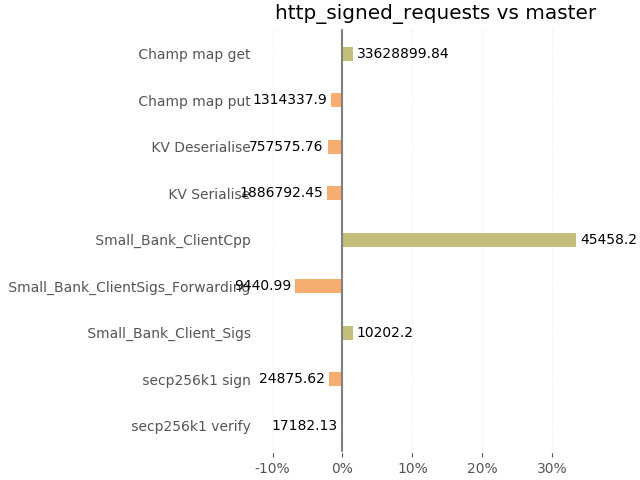 http_signed_requests vs master
Champ map get 33628899.84
Champ map put 1314337.9
KV Deserialise 757575.76
KV Serialise 1886792.45
Small_Bank_ClientCpp 45458.2
Small_Bank_ClientSigs_Forwarding 9440.99
Small_Bank_Client_Sigs 10202.2
secp256k1 sign 24875.62
secp256k1 verify 17182.13
-10% 0% 10% 20% 30%